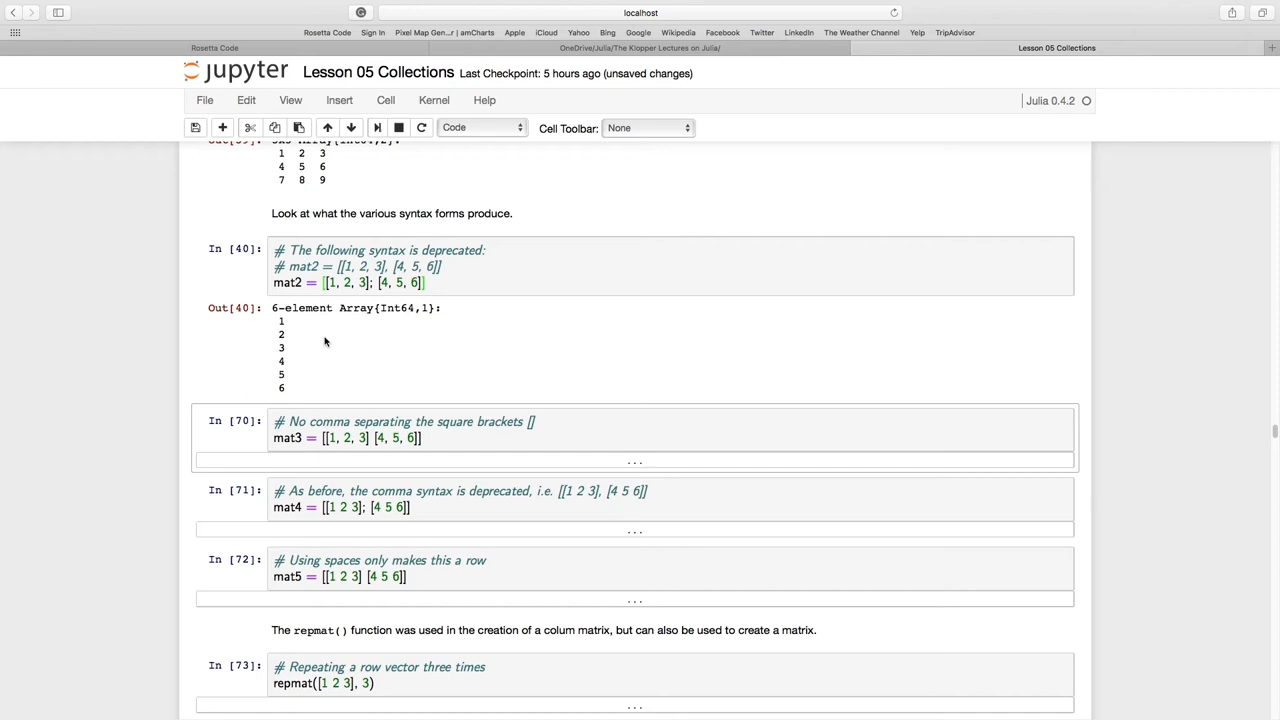 localhost
Rosetta Code Sign In Pixel Map Gen...r | amCharts Apple iCloud Yahoo Bing Google Wikipedia Facebook Twitter LinkedIn The Weather Channel Yelp TripAdvisor
Rosetta Code OneDrive/Julia/The Klopper Lectures on Julia/ Lesson 05 Collections
jupyter Lesson 05 Collections Last Checkpoint: 5 hours ago (unsaved changes)
File Edit View Insert Cell Kernel Help Julia 0.4.2
Code Cell Toolbar: None
Out[39]: 3x3 Array{Int64,2}:
1 2 3
4 5 6
7 8 9
Look at what the various syntax forms produce.
In [40]: # The following syntax is deprecated:
# mat2 = [[1, 2, 3], [4, 5, 6]]
mat2 = [[1, 2, 3]; [4, 5, 6]]
Out[40]: 6-element Array{Int64,1}:
1
2
3
4
5
6
In [70]: # No comma separating the square brackets []
mat3 = [[1, 2, 3] [4, 5, 6]]
...
In [71]: # As before, the comma syntax is deprecated, i.e. [[1 2 3], [4 5 6]]
mat4 = [[1 2 3]; [4 5 6]]
...
In [72]: # Using spaces only makes this a row
mat5 = [[1 2 3] [4 5 6]]
...
The repmat() function was used in the creation of a colum matrix, but can also be used to create a matrix.
In [73]: # Repeating a row vector three times
repmat([1 2 3], 3)
...